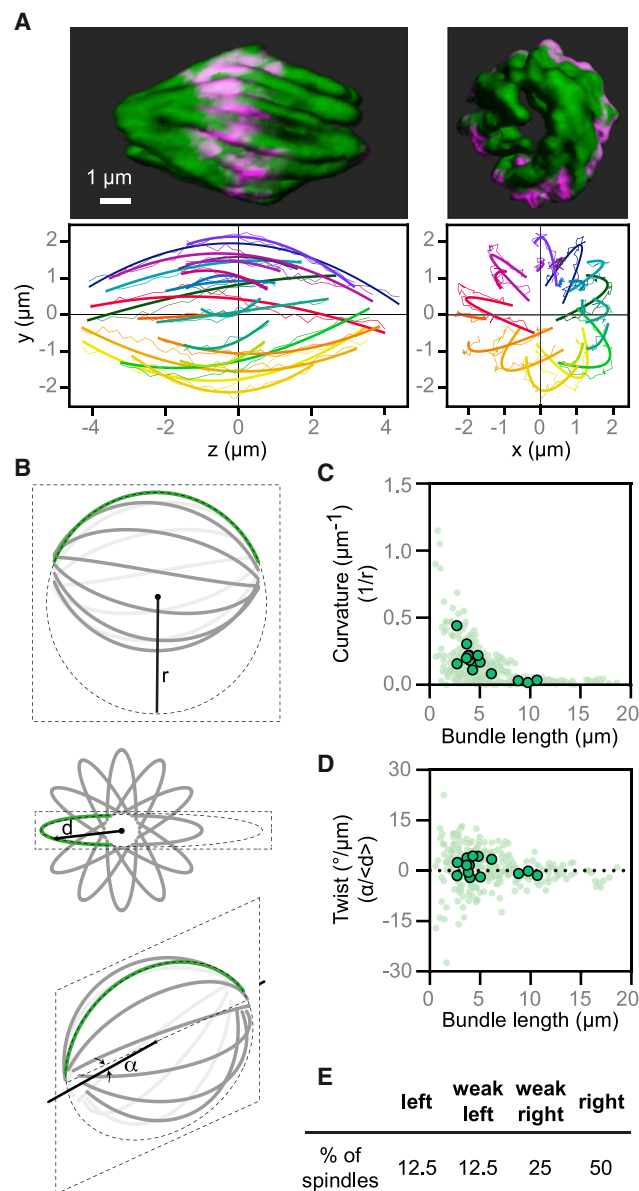 A
1 µm
2
1
0
-1
-2
y (µm)
-4
-2
0
2
4
z (µm)
-2
-1
0
1
2
x (µm)
B
r
d
α
C
1.5
1.0
0.5
0.0
Curvature (µm⁻¹)
(1/r)
0
5
10
15
20
Bundle length (µm)
D
30
15
0
-15
-30
Twist (°/µm)
(α/<d>)
0
5
10
15
20
Bundle length (µm)
E
left
weak left
weak right
right
% of spindles
12.5
12.5
25
50